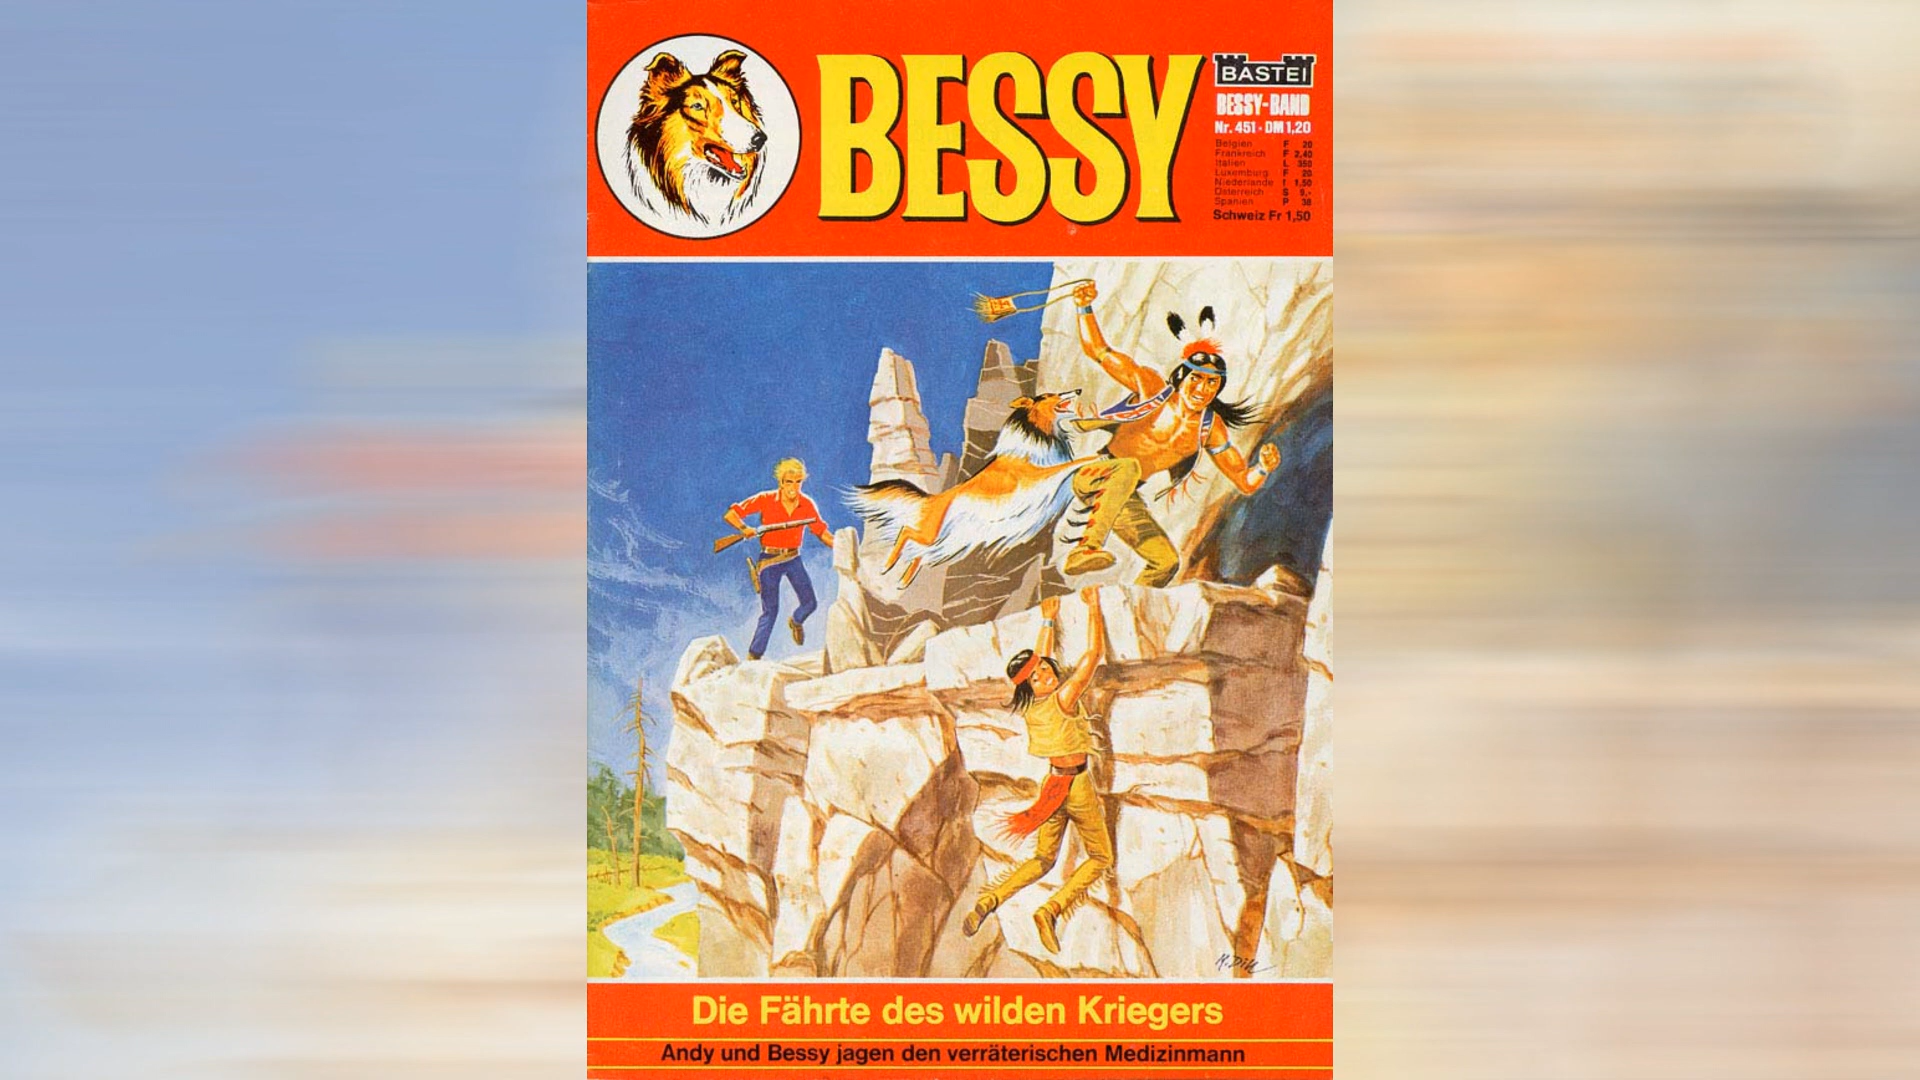 BESSY
BASTEI
BESSY-BAND
Nr. 451 · DM 1,20
Belgien F 20
Frankreich F 2,40
Italien L 350
Luxemburg F 20
Niederlande f 1,50
Österreich S 9,-
Spanien P 38
Schweiz Fr 1,50
Die Fährte des wilden Kriegers
Andy und Bessy jagen den verräterischen Medizinmann